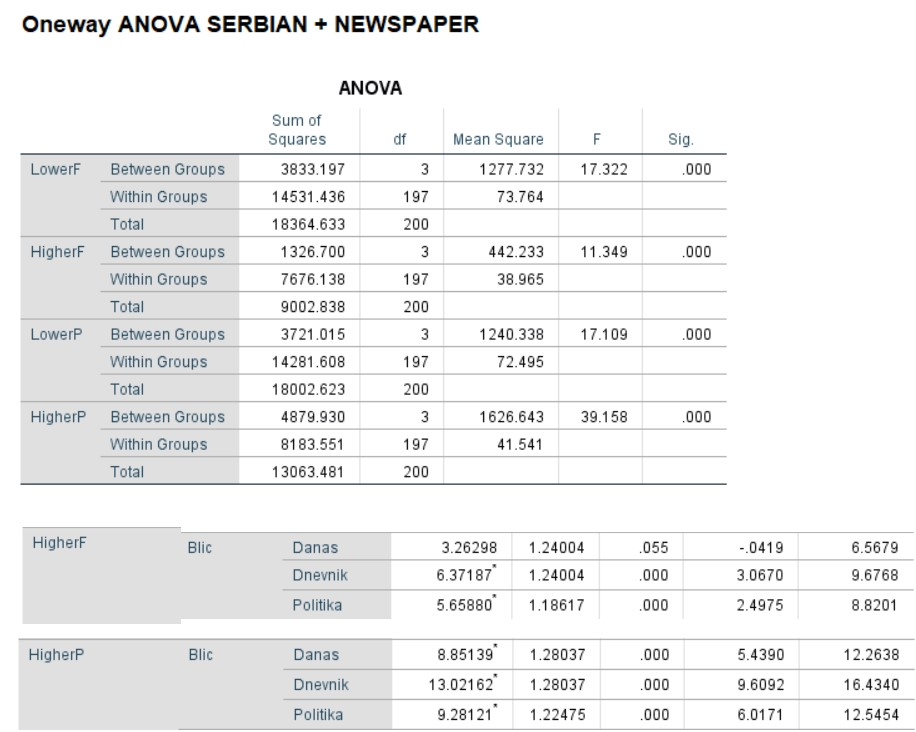 Oneway ANOVA SERBIAN + NEWSPAPER
ANOVA
Sum of Squares df Mean Square F Sig.
LowerF Between Groups 3833.197 3 1277.732 17.322 .000
Within Groups 14531.436 197 73.764
Total 18364.633 200
HigherF Between Groups 1326.700 3 442.233 11.349 .000
Within Groups 7676.138 197 38.965
Total 9002.838 200
LowerP Between Groups 3721.015 3 1240.338 17.109 .000
Within Groups 14281.608 197 72.495
Total 18002.623 200
HigherP Between Groups 4879.930 3 1626.643 39.158 .000
Within Groups 8183.551 197 41.541
Total 13063.481 200
HigherF Blic Danas 3.26298 1.24004 .055 -.0419 6.5679
Dnevnik 6.37187* 1.24004 .000 3.0670 9.6768
Politika 5.65880* 1.18617 .000 2.4975 8.8201
HigherP Blic Danas 8.85139* 1.28037 .000 5.4390 12.2638
Dnevnik 13.02162* 1.28037 .000 9.6092 16.4340
Politika 9.28121* 1.22475 .000 6.0171 12.5454